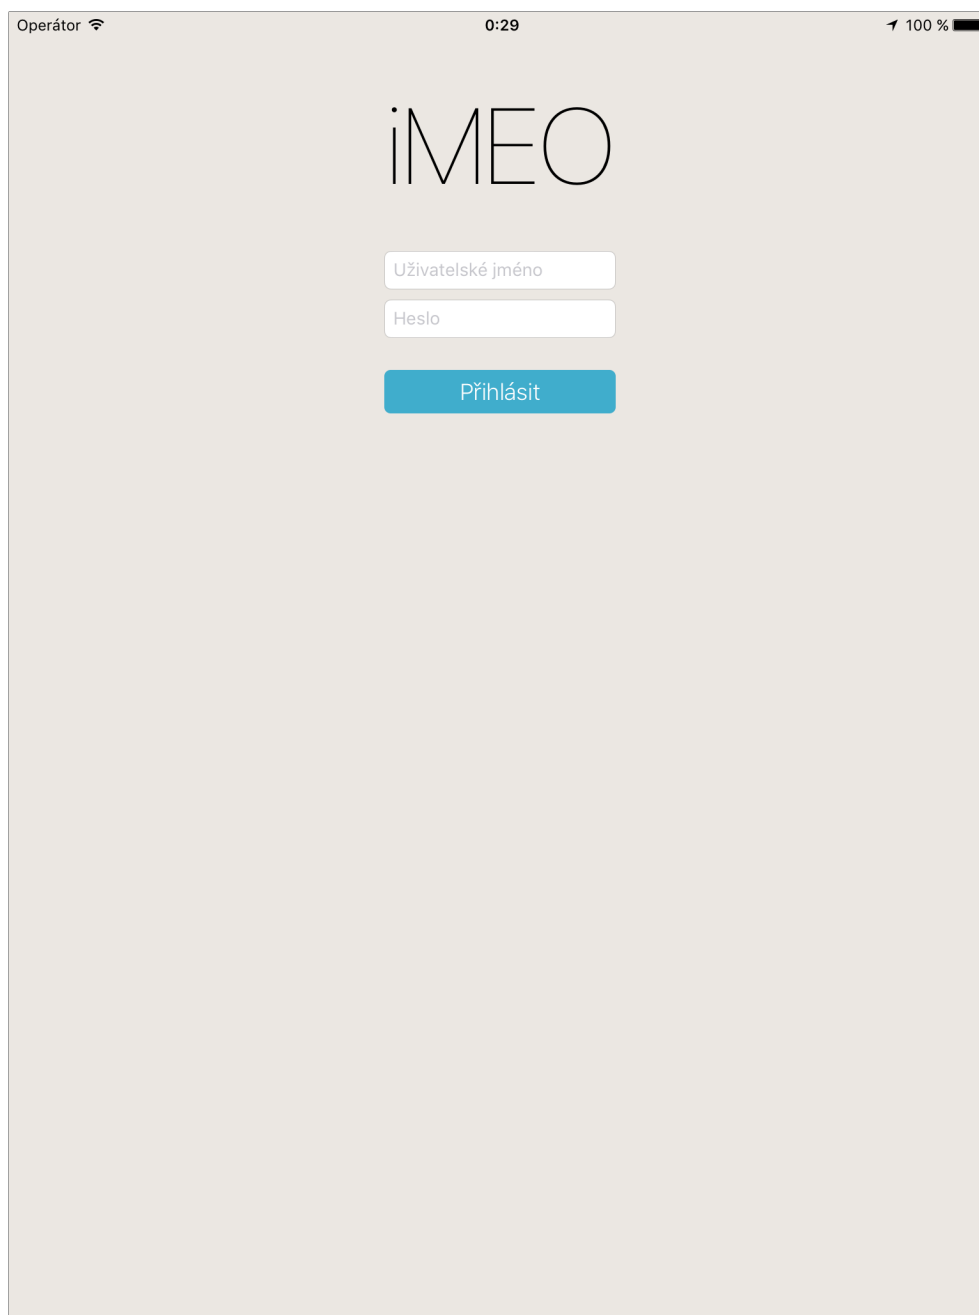 Operátor 0:29 100 %
iMEO
Uživatelské jméno
Heslo
Přihlásit